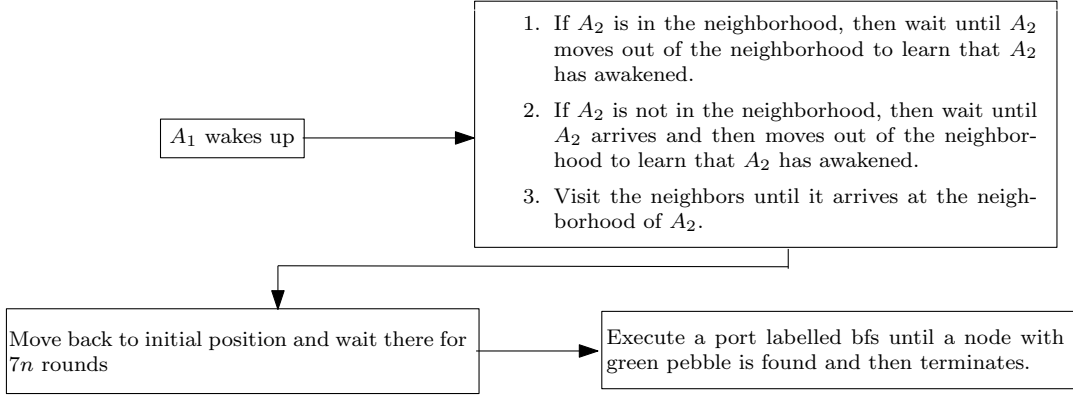 A₁ wakes up
1. If A₂ is in the neighborhood, then wait until A₂
moves out of the neighborhood to learn that A₂
has awakened.
2. If A₂ is not in the neighborhood, then wait until
A₂ arrives and then moves out of the neighbor-
hood to learn that A₂ has awakened.
3. Visit the neighbors until it arrives at the neigh-
borhood of A₂.
Move back to initial position and wait there for
7n rounds
Execute a port labelled bfs until a node with
green pebble is found and then terminates.